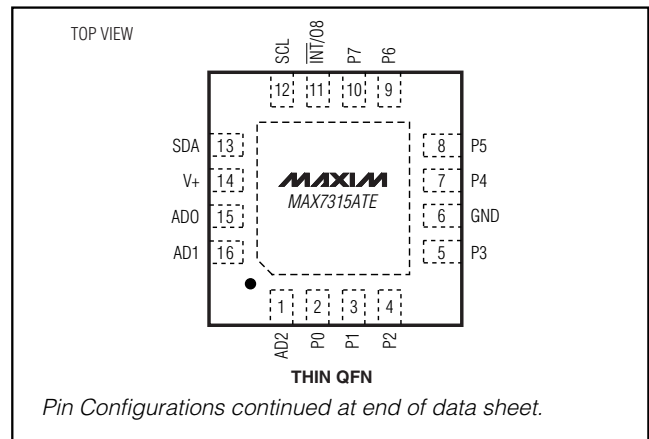 TOP VIEW
SCL
INT/O8
P7
P6
12
11
10
9
SDA 13
8 P5
V+ 14
7 P4
MAXIM
MAX7315ATE
AD0 15
6 GND
AD1 16
5 P3
1
2
3
4
AD2
P0
P1
P2
THIN QFN
Pin Configurations continued at end of data sheet.